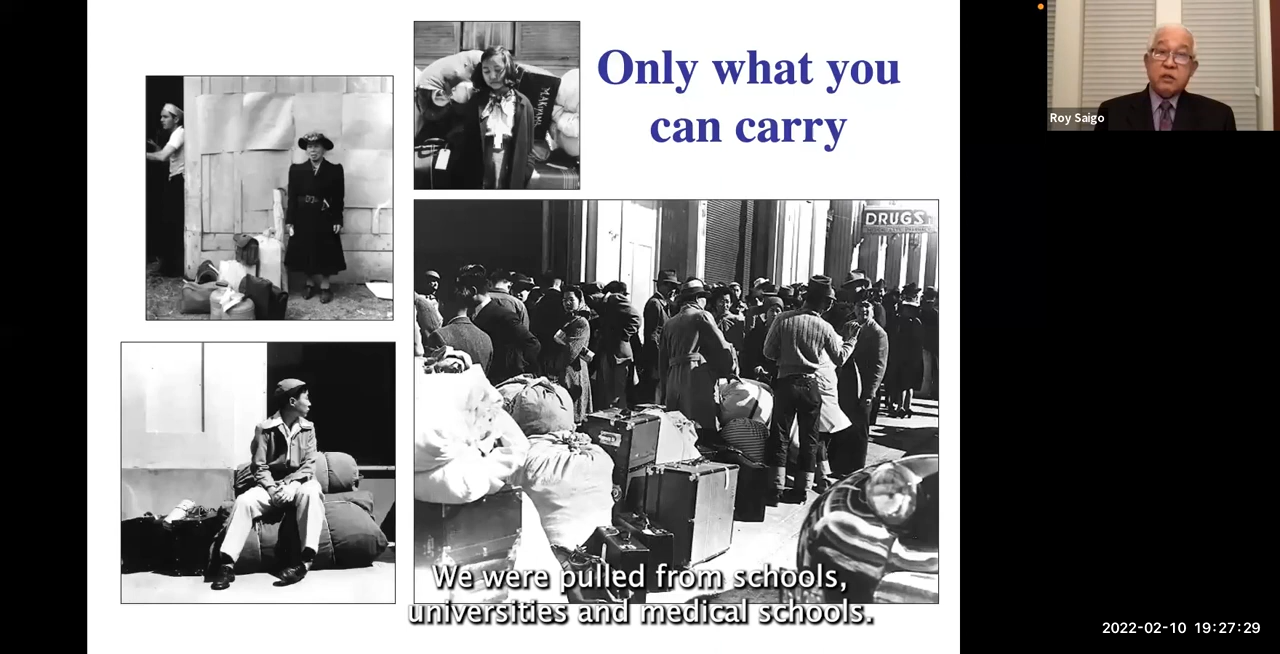 Only what you
can carry
MARUYAMA
DRUGS
Roy Saigo
We were pulled from schools,
universities and medical schools.
2022-02-10 19:27:29